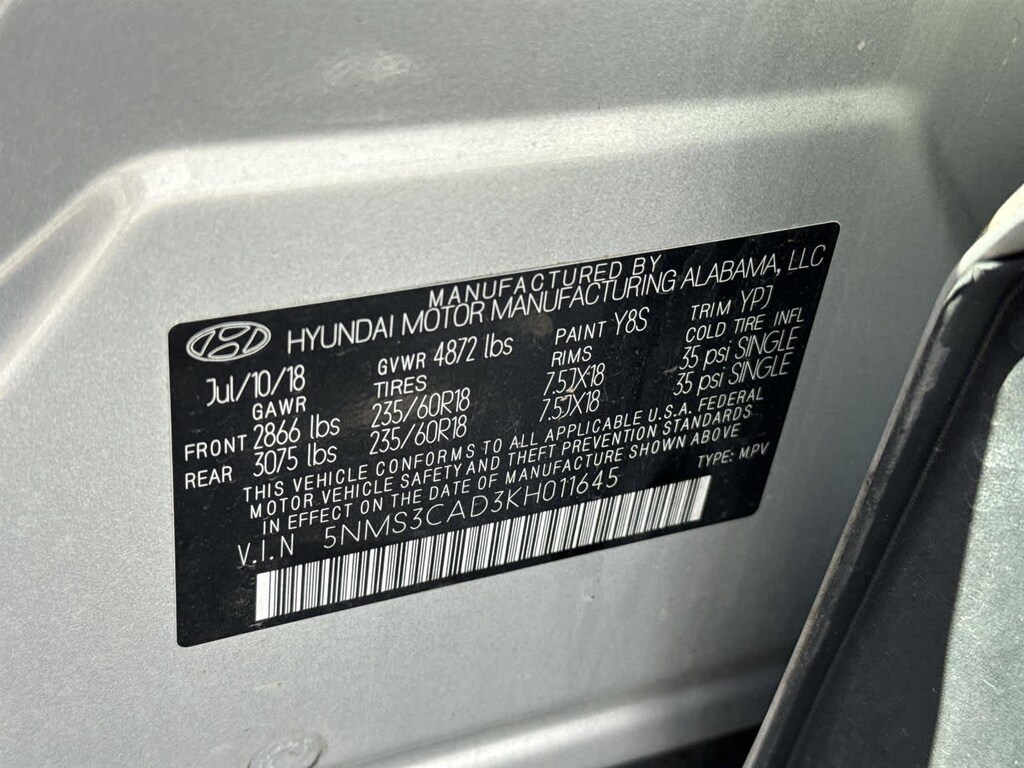 MANUFACTURED BY
HYUNDAI MOTOR MANUFACTURING ALABAMA, LLC
Jul/10/18 GVWR 4872 lbs PAINT Y8S TRIM YPJ
GAWR TIRES RIMS COLD TIRE INFL
FRONT 2866 lbs 235/60R18 7.5JX18 35 psi SINGLE
REAR 3075 lbs 235/60R18 7.5JX18 35 psi SINGLE
THIS VEHICLE CONFORMS TO ALL APPLICABLE U.S.A. FEDERAL
MOTOR VEHICLE SAFETY AND THEFT PREVENTION STANDARDS
IN EFFECT ON THE DATE OF MANUFACTURE SHOWN ABOVE
V.I.N 5NMS3CAD3KH011645 TYPE: MPV